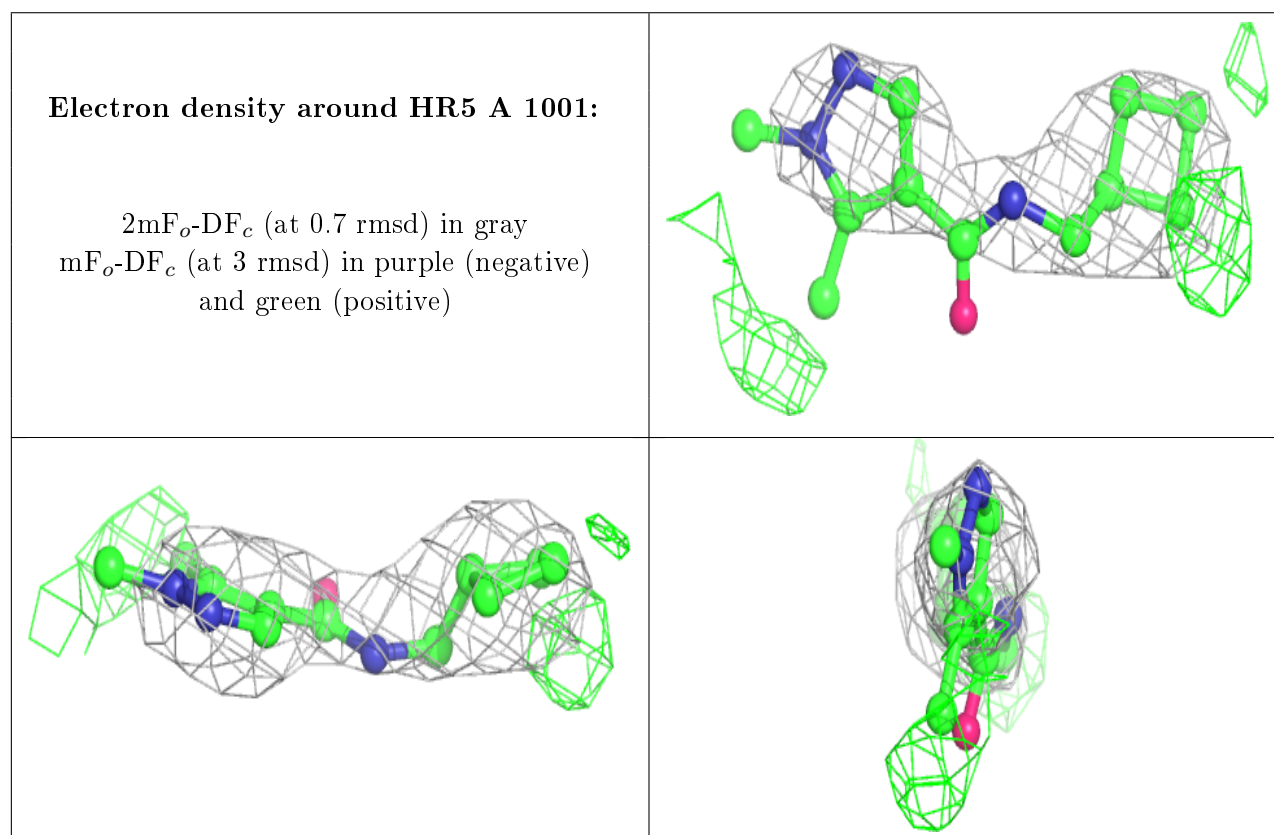 Electron density around HR5 A 1001:
2mFo-DFc (at 0.7 rmsd) in gray
mFo-DFc (at 3 rmsd) in purple (negative)
and green (positive)